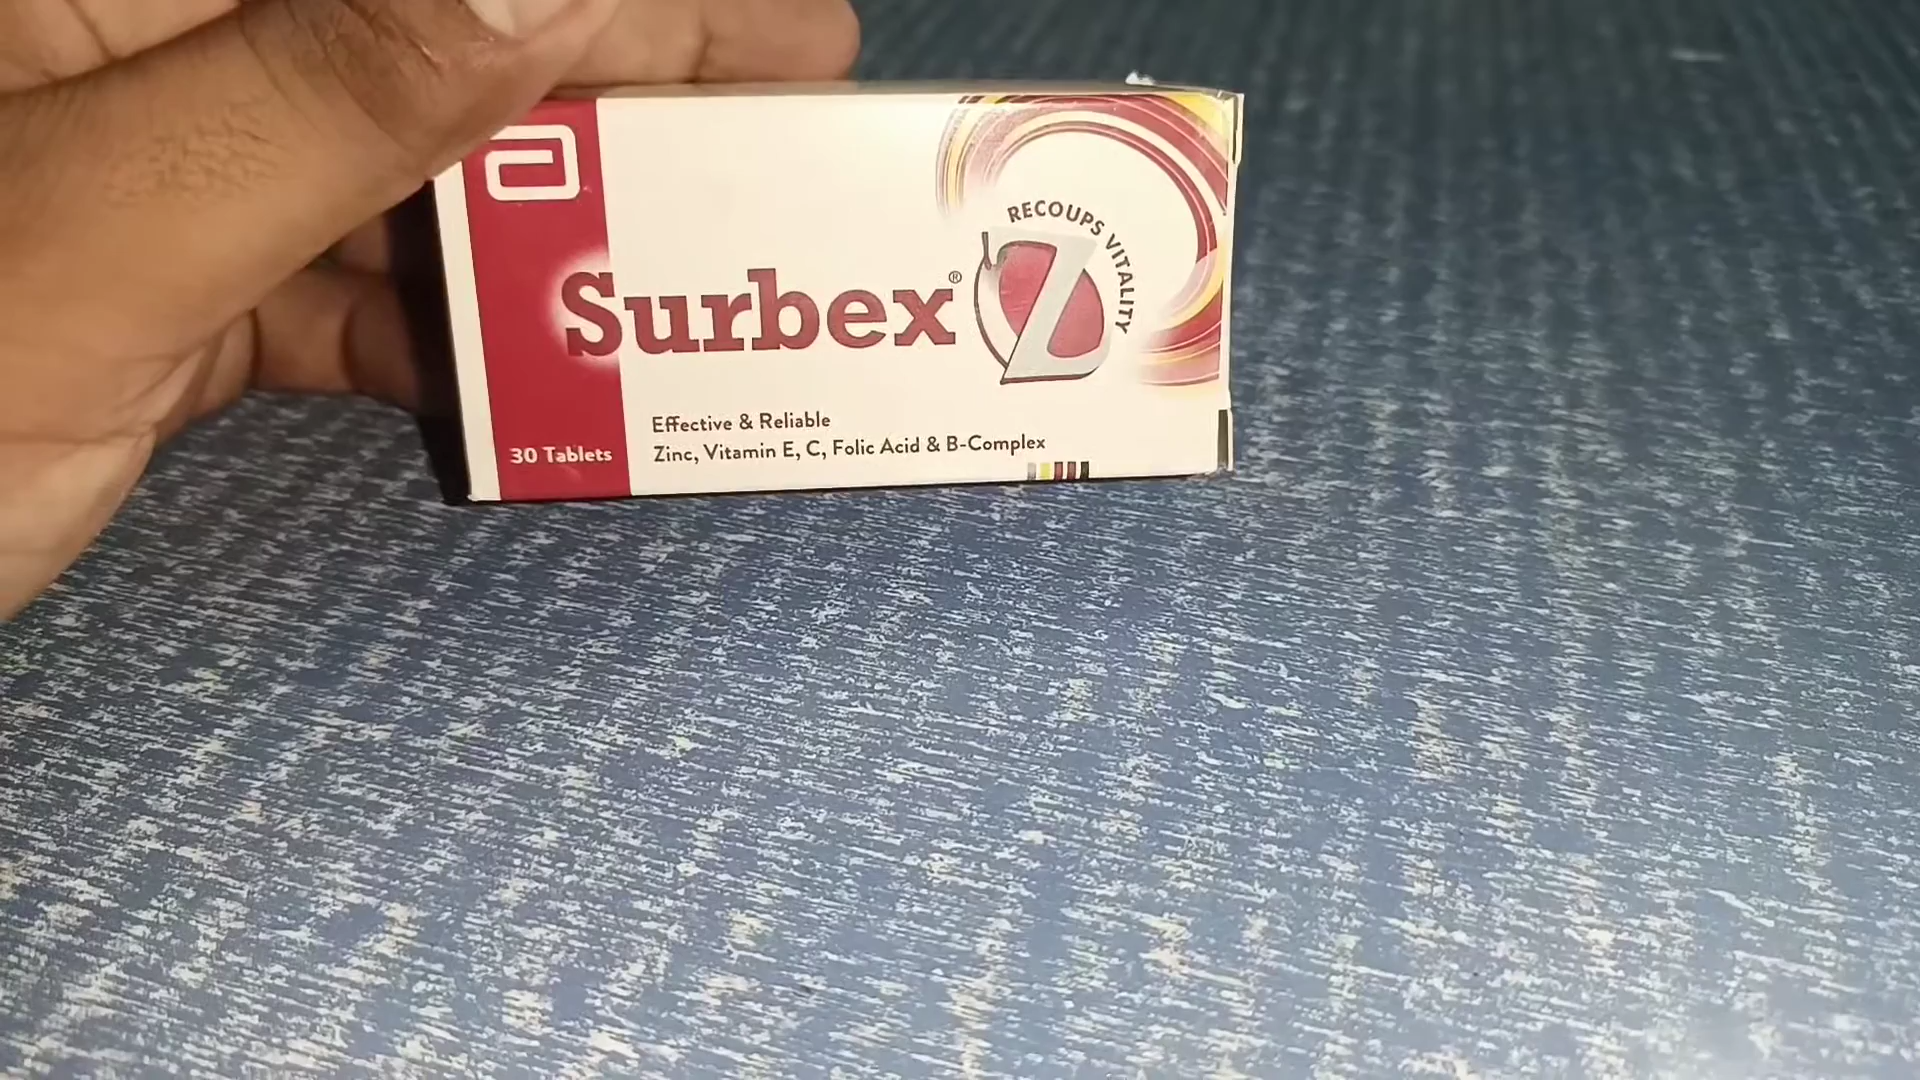 RECOUPS VITALITY
Surbex® Z
Effective & Reliable
30 Tablets
Zinc, Vitamin E, C, Folic Acid & B-Complex